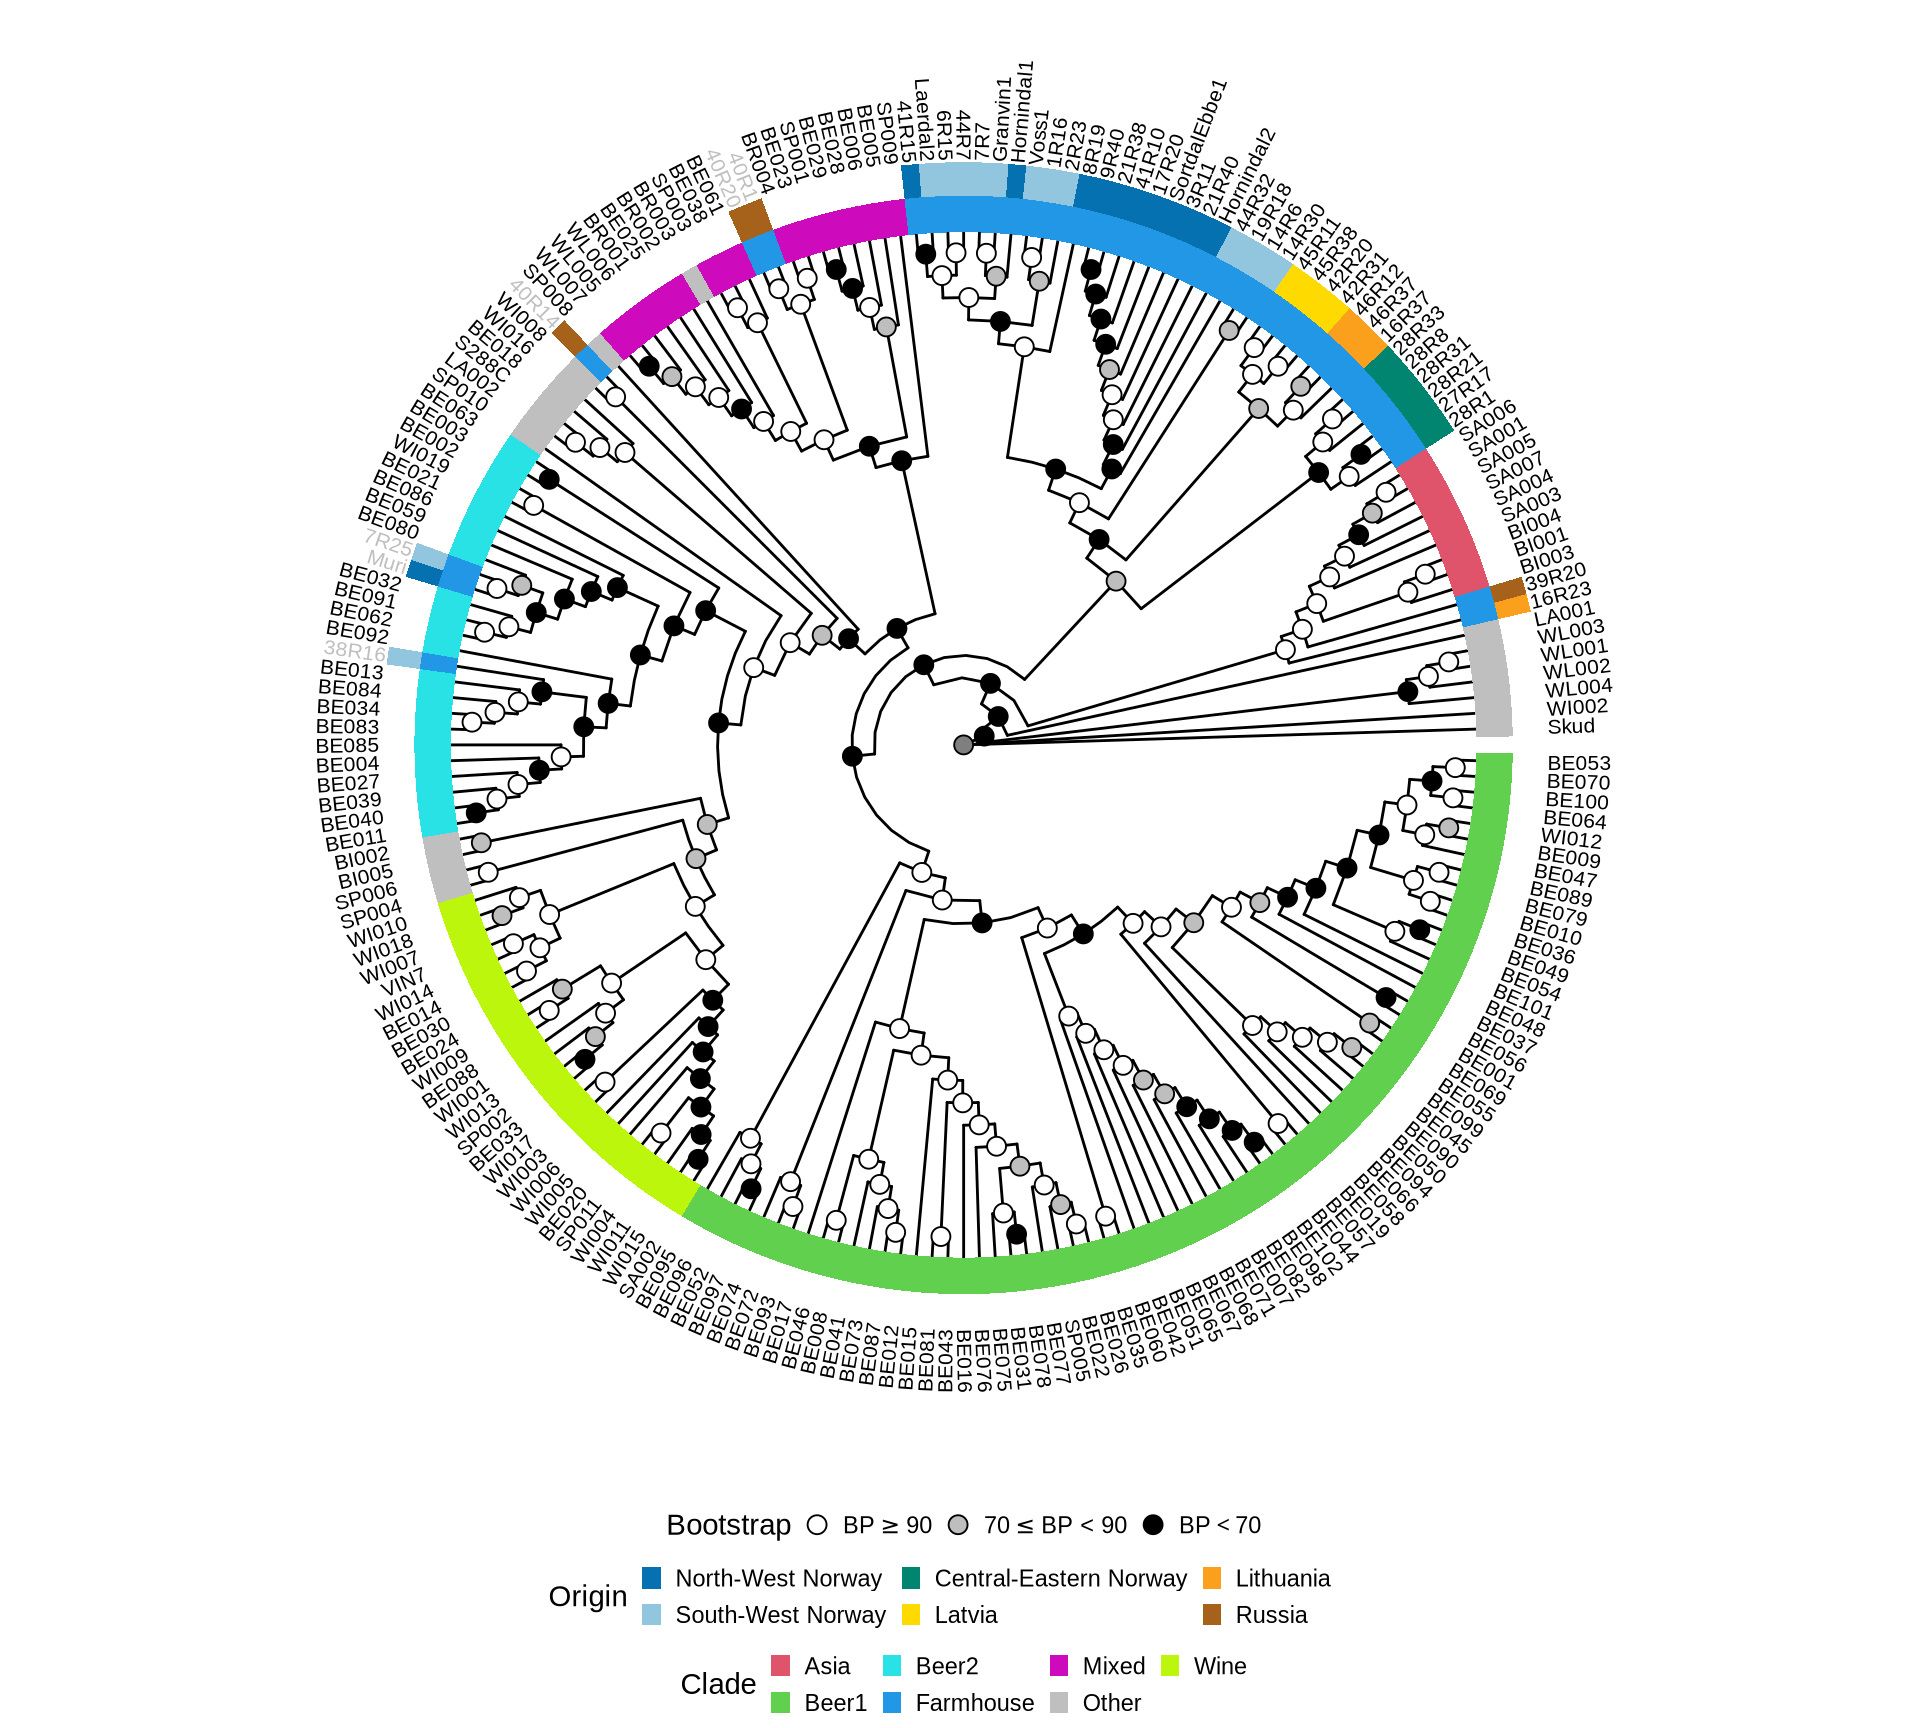 Laerdal2
6R15
44R7
7R7
Granvin1
Hornindal1
Voss1
1R16
2R23
8R19
9R40
21R38
41R10
17R20
SortdalEbbe1
3R11
21R40
Hornindal2
44R32
19R18
14R6
14R30
45R11
45R38
42R20
42R31
46R12
46R37
16R37
28R33
28R8
28R31
28R21
27R17
28R1
SA006
SA001
SA005
SA007
SA004
SA003
BI004
BI001
BI003
39R20
16R23
LA001
WL003
WL001
WL002
WL004
WI002
Skud
BE053
BE070
BE100
BE064
WI012
BE009
BE047
BE089
BE079
BE010
BE036
BE049
BE054
BE101
BE048
BE037
BE056
BE001
BE069
BE055
BE099
BE045
BE090
BE050
BE094
BE066
BE102
BE098
BE082
BE007
BE071
BE068
BE067
BE065
BE051
BE042
BE060
BE035
BE026
BE022
SP005
BE077
BE078
BE031
BE075
BE076
BE016
BE043
BE081
BE015
BE012
BE087
BE073
BE041
BE008
BE046
BE017
BE093
BE072
BE074
BE097
BE052
BE096
BE095
SA002
WI015
WI011
WI004
SP011
BE020
WI005
WI006
WI003
WI017
BE033
SP002
WI013
WI001
BE088
WI009
BE024
BE030
BE014
WI014
VIN7
WI007
WI018
WI010
SP004
SP006
BI005
BI002
BE011
BE040
BE039
BE027
BE004
BE085
BE083
BE034
BE084
BE013
38R16
BE092
BE062
BE091
BE032
Muri
7R25
BE080
BE059
BE086
BE021
WI019
BE002
BE003
BE063
SP010
LA002
S288C
BE018
WI016
WI008
40R14
SP008
WL007
WL005
WL006
BR001
BE025
BR002
BR003
SP003
BE038
BE061
40R20
40R1
BR004
BE023
SP001
BE029
BE028
BE006
BE005
SP009
41R15
Bootstrap BP ≥ 90 70 ≤ BP < 90 BP < 70
Origin
North-West Norway Central-Eastern Norway Lithuania
South-West Norway Latvia Russia
Clade
Asia Beer2 Mixed Wine
Beer1 Farmhouse Other